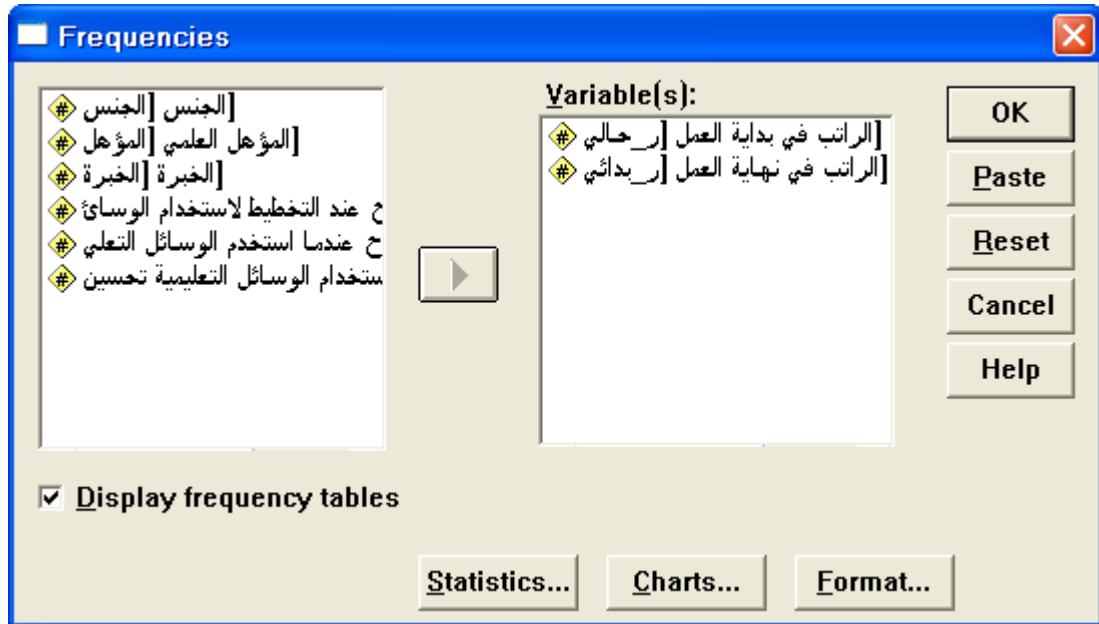 Frequencies
الجنس [الجنس]
المؤهل العلمي [المؤهل]
الخبرة [الخبرة]
ح عند التخطيط لاستخدام الوسائ
ح عندما استخدم الوسائل التعلي
ستخدام الوسائل التعليمية تحسين
Display frequency tables
Variable(s):
الراتب في بداية العمل [ر_حالي]
الراتب في نهاية العمل [ر_بدائي]
OK
Paste
Reset
Cancel
Help
Statistics...
Charts...
Format...